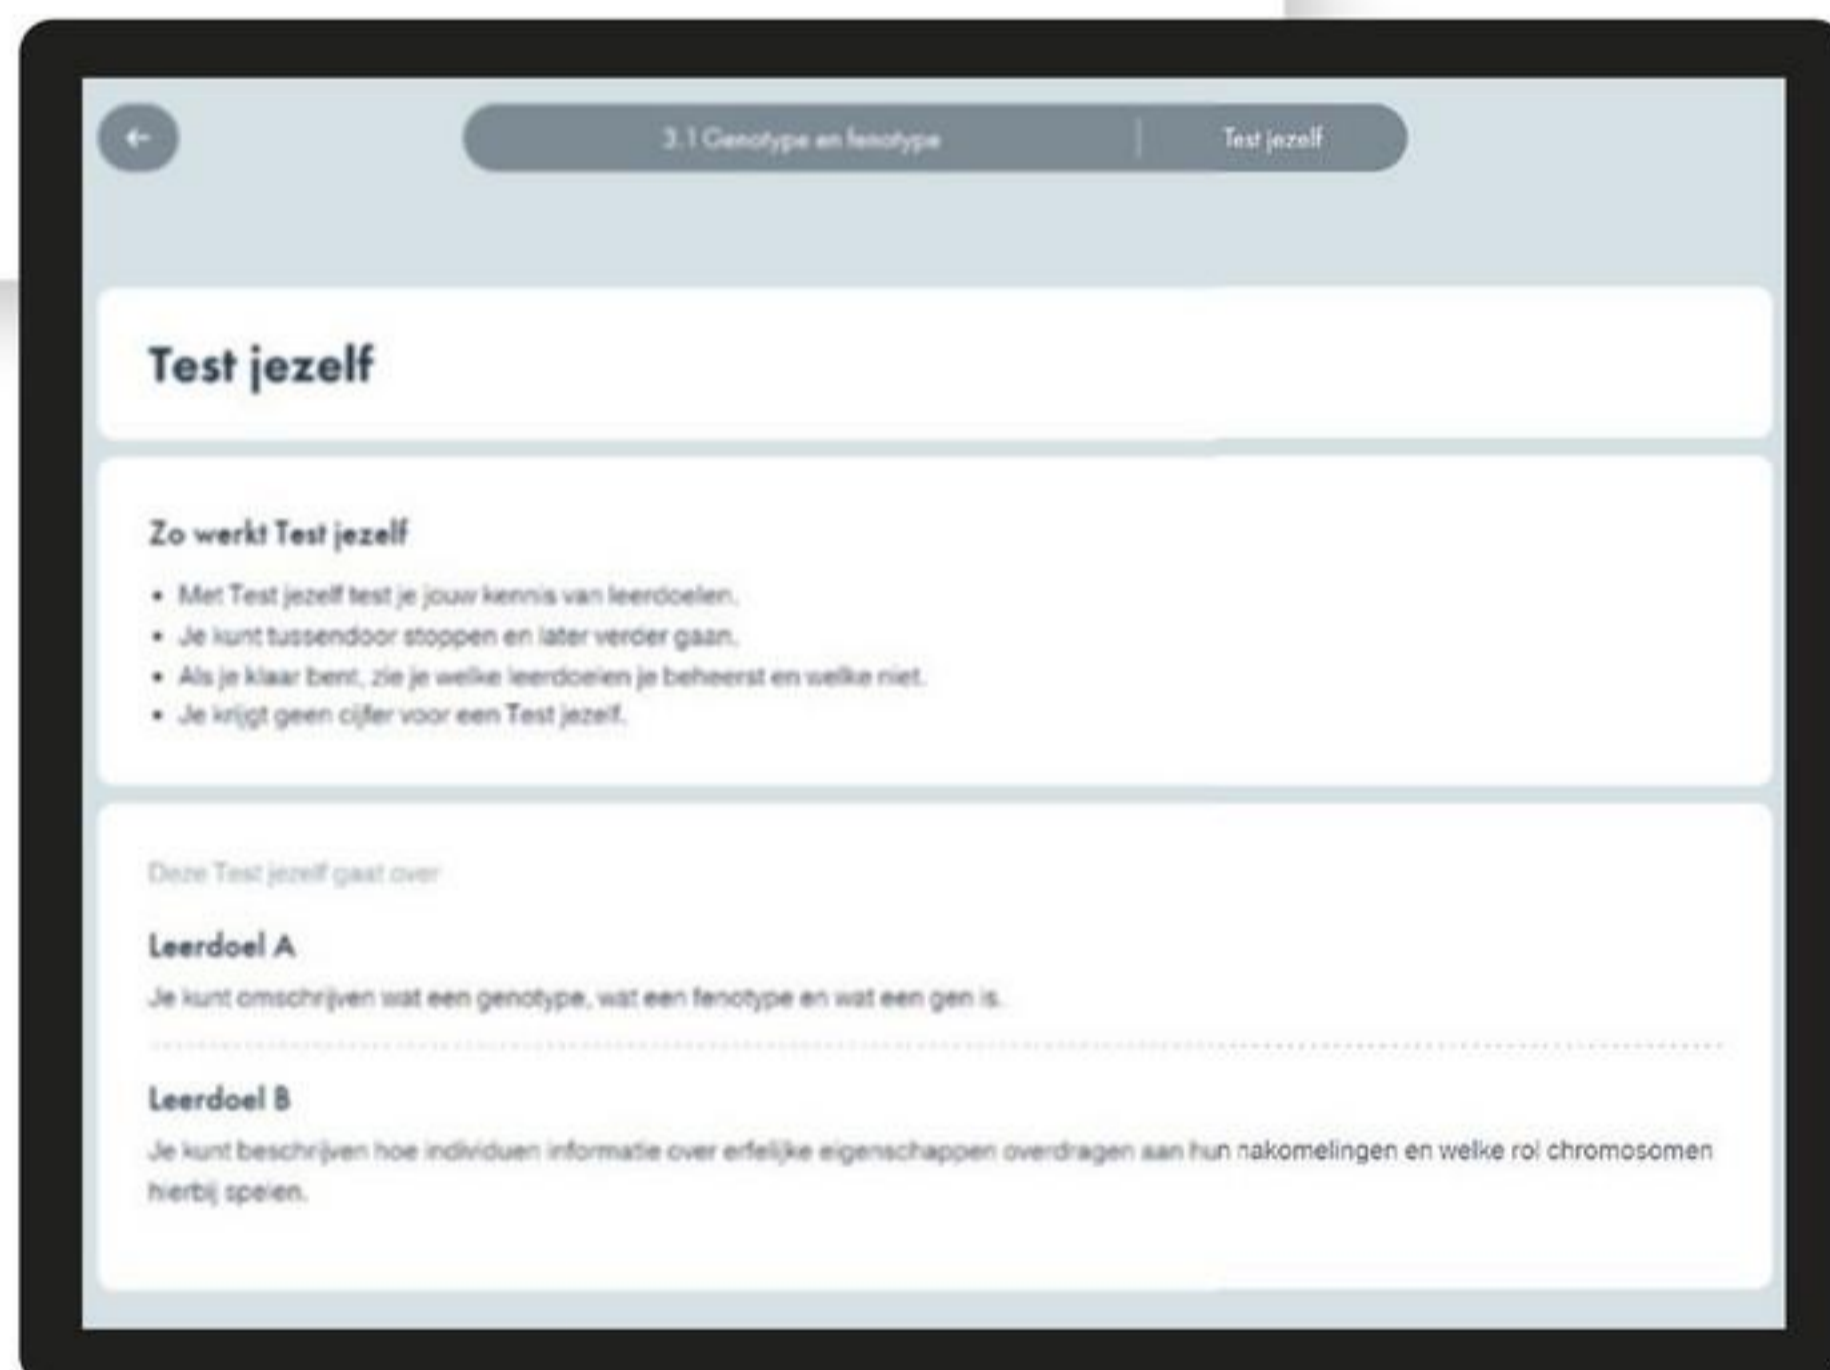 3.1 Genotype en fenotype
Test jezelf
Test jezelf
Zo werkt Test jezelf
• Met Test jezelf test je jouw kennis van leerdoelen.
• Je kunt tussendoor stoppen en later verder gaan.
• Als je klaar bent, zie je welke leerdoelen je beheerst en welke niet.
• Je krijgt geen cijfer voor een Test jezelf.
Deze Test jezelf gaat over
Leerdoel A
Je kunt omschrijven wat een genotype, wat een fenotype en wat een gen is.
Leerdoel B
Je kunt beschrijven hoe individuen informatie over erfelijke eigenschappen overdragen aan hun nakomelingen en welke rol chromosomen
hierbij spelen.